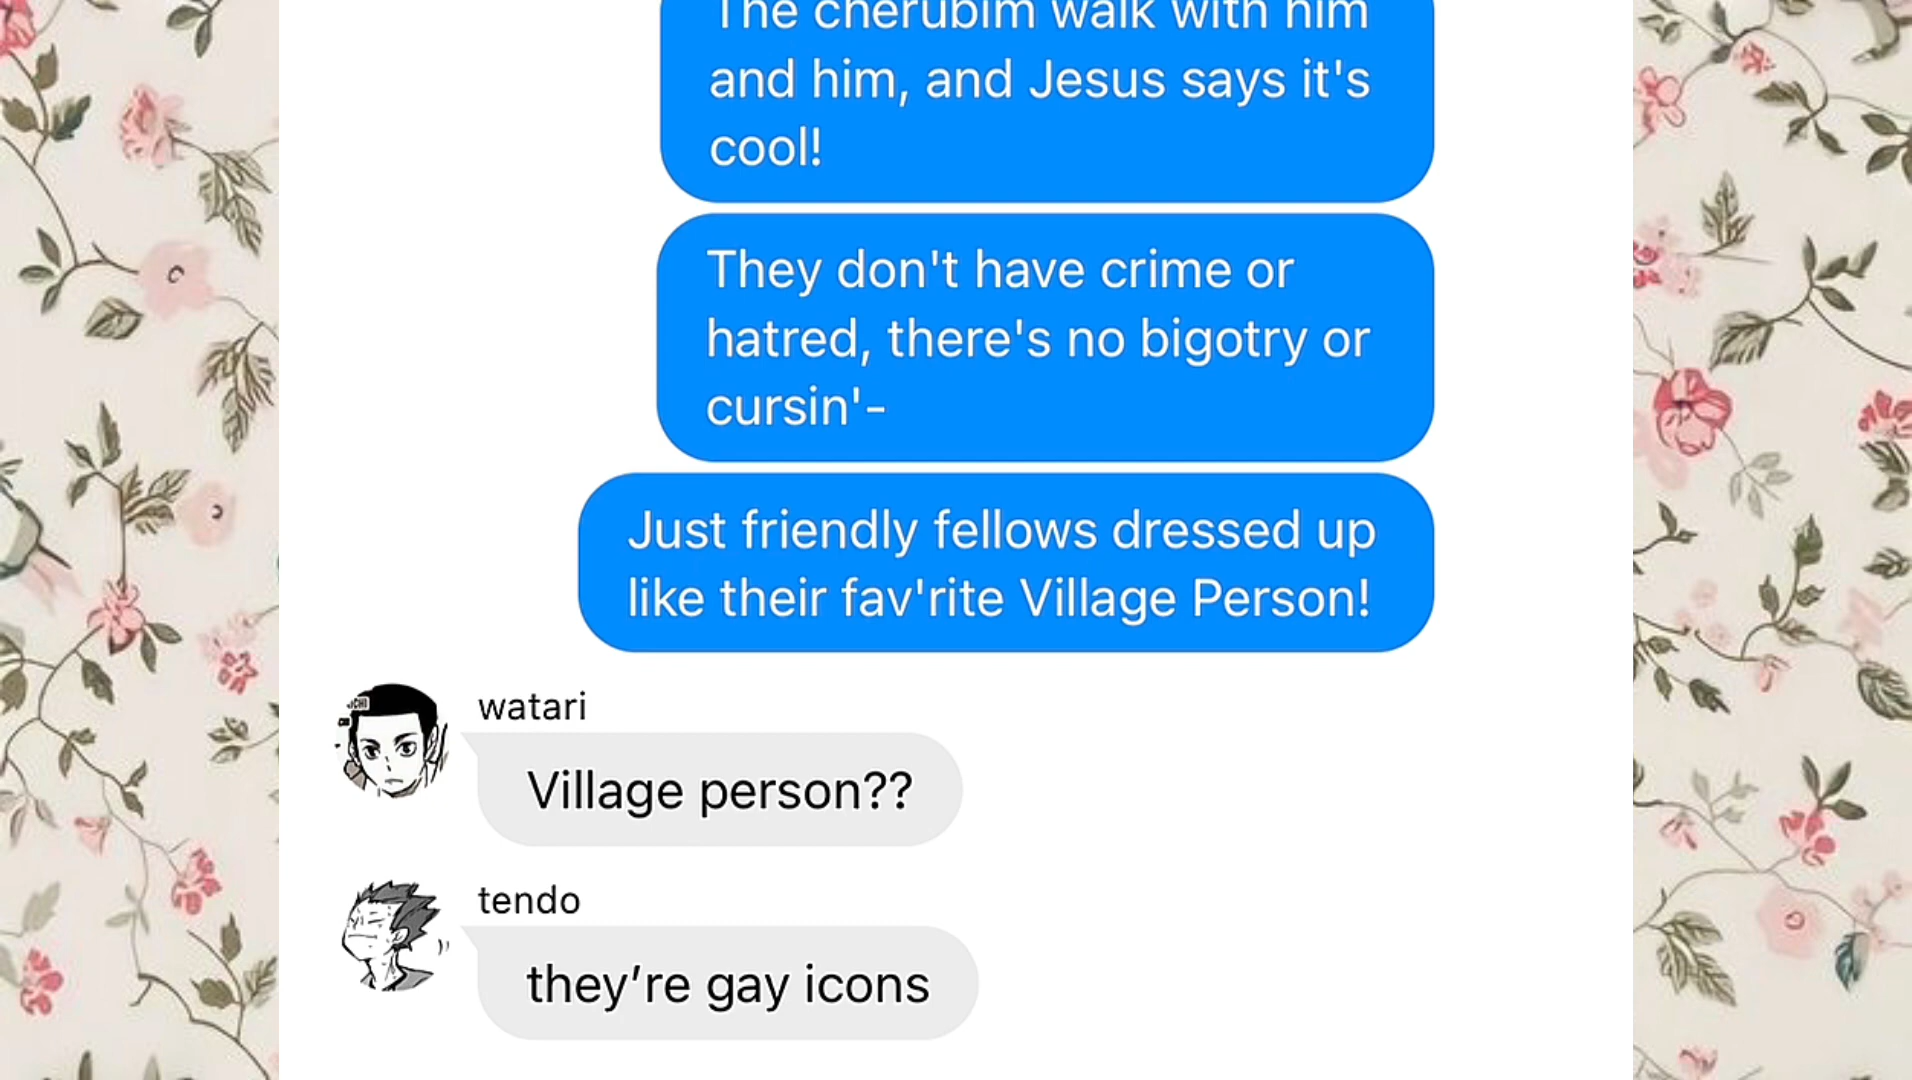 The cherubim walk with him
and him, and Jesus says it's
cool!
They don't have crime or
hatred, there's no bigotry or
cursin'-
Just friendly fellows dressed up
like their fav'rite Village Person!
watari
Village person??
tendo
they’re gay icons